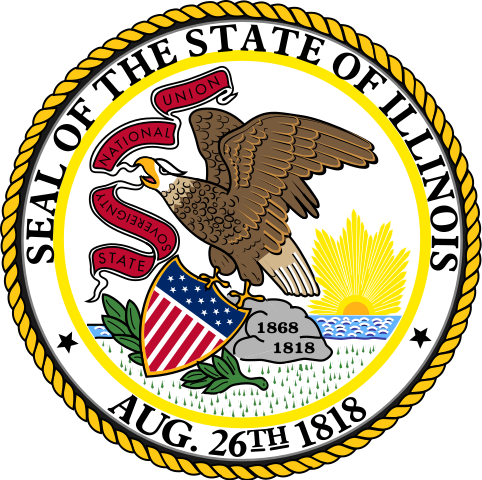 SEAL OF THE STATE OF ILLINOIS
UNION
NATIONAL
SOVEREIGNTY
STATE
1868
1818
AUG. 26TH 1818